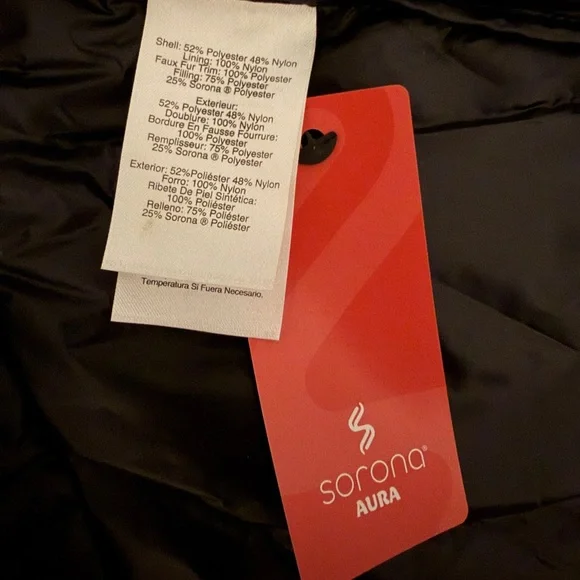 Shell: 52% Polyester 48% Nylon
Lining: 100% Nylon
Faux Fur Trim: 100% Polyester
Filling: 75% Polyester
25% Sorona ® Polyester
Exterieur:
52% Polyester 48% Nylon
Doublure: 100% Nylon
Bordure En Fausse Fourrure:
100% Polyester
Remplisseur: 75% Polyester
25% Sorona ® Polyester
Exterior: 52%Poliéster 48% Nylon
Forro: 100% Nylon
Ribete De Piel Sintética:
100% Poliéster
Relleno: 75% Poliéster
25% Sorona ® Poliéster
Temperatura Si Fuera Necesario.
sorona®
AURA